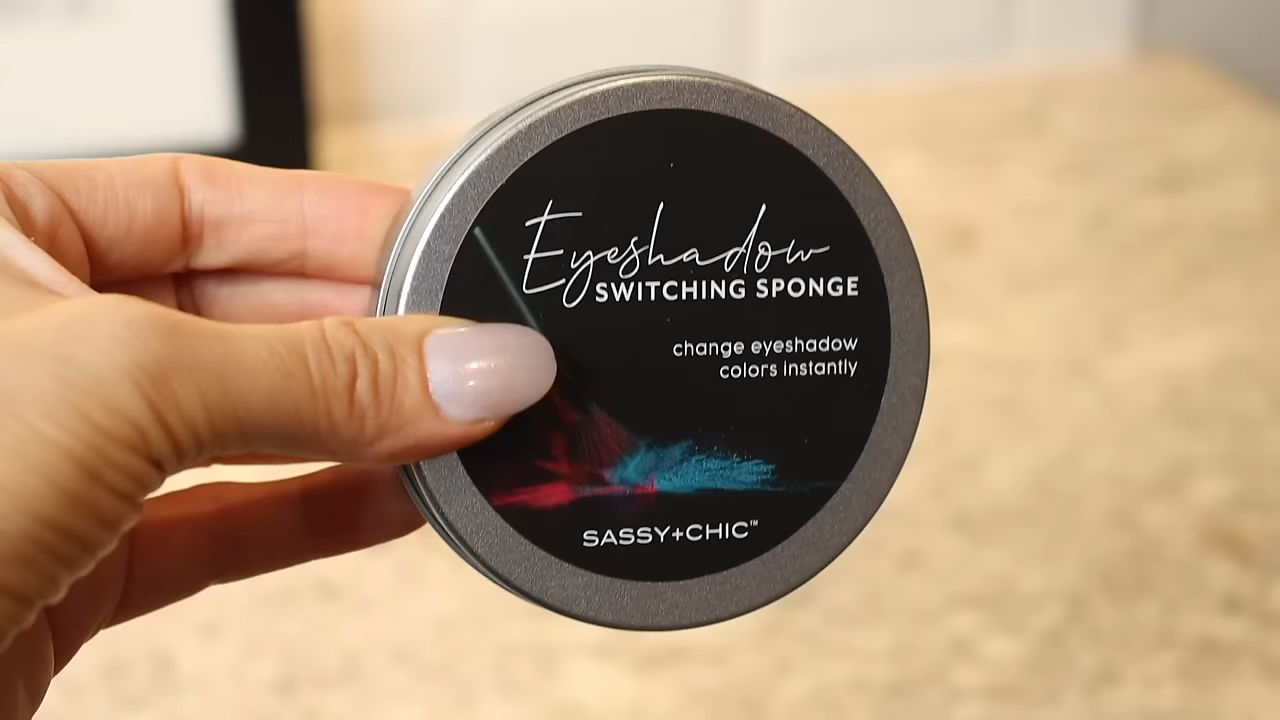 Eyeshadow
SWITCHING SPONGE
change eyeshadow
colors instantly
SASSY+CHIC™